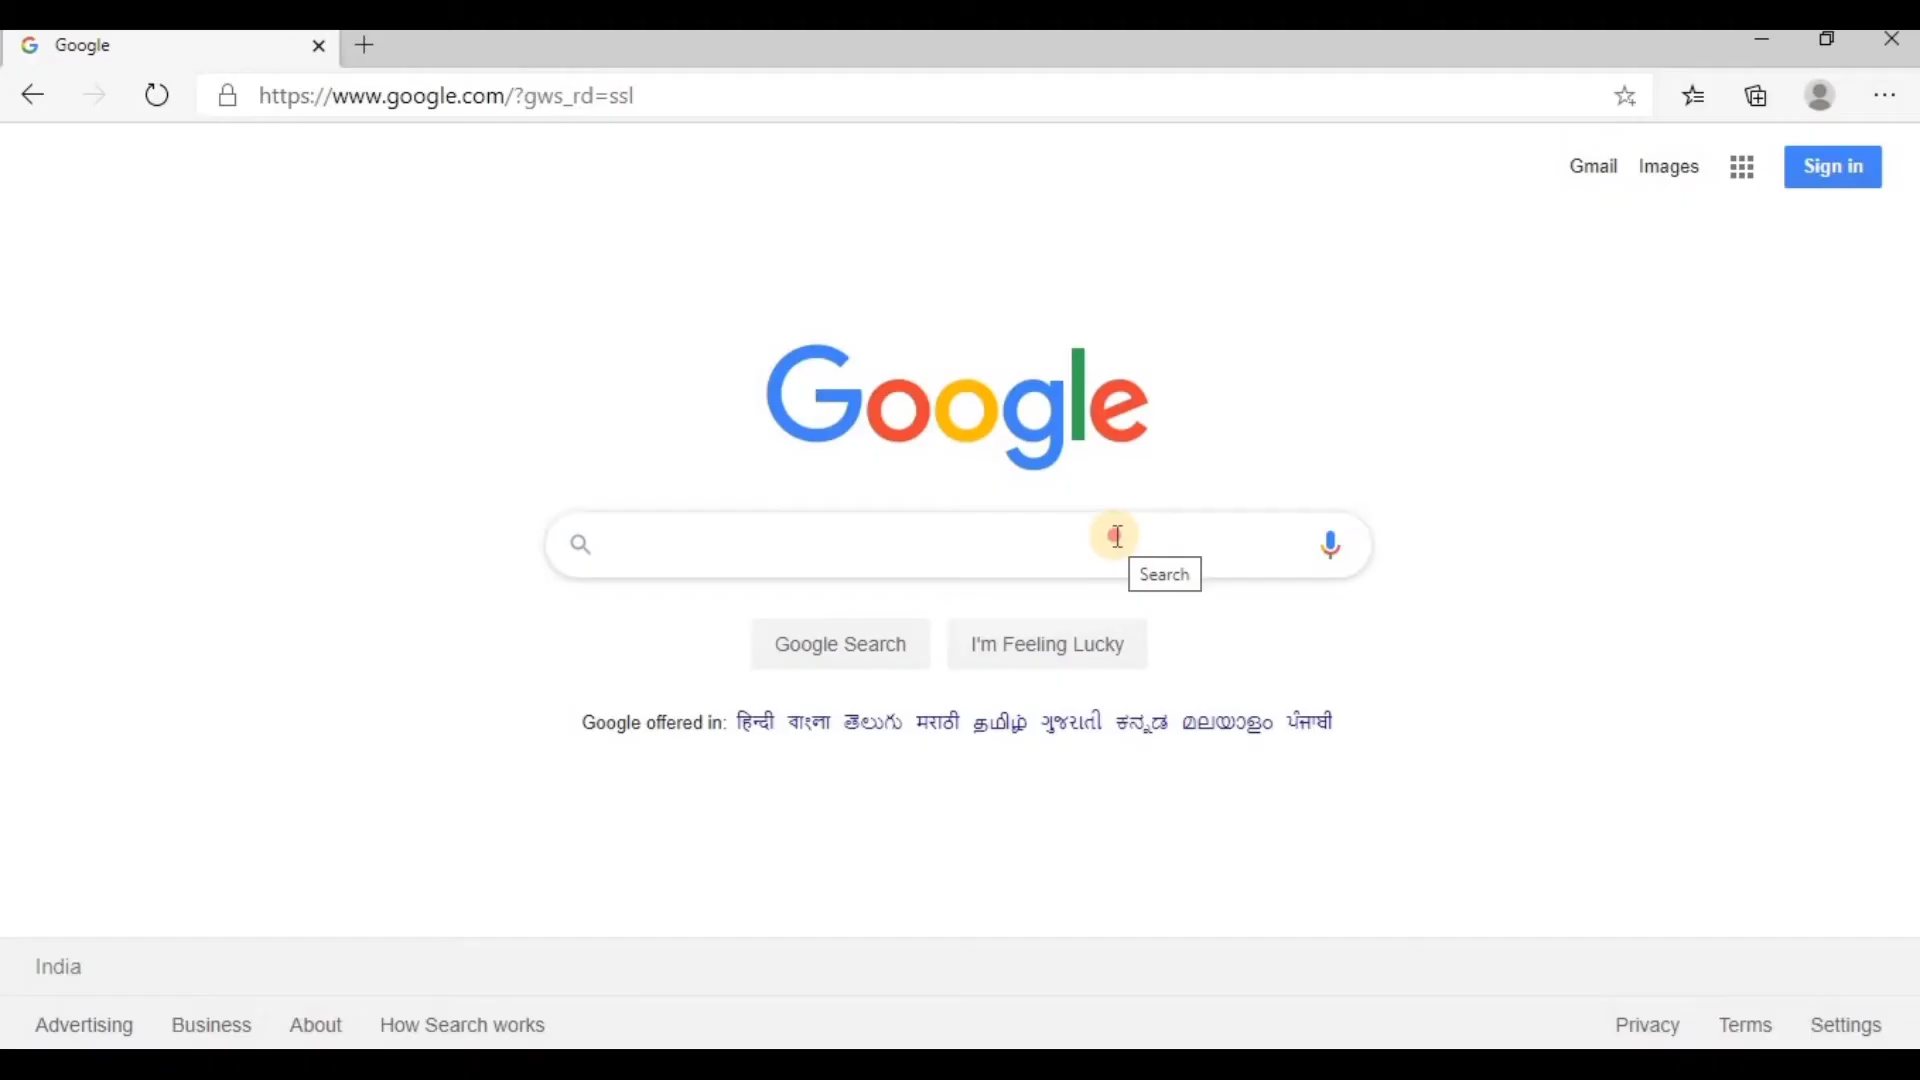 Google
https://www.google.com/?gws_rd=ssl
Gmail Images Sign in
Google
Search
Google Search I'm Feeling Lucky
Google offered in: हिन्दी বাংলা తెలుగు मराठी தமிழ் ગુજરાતી ಕನ್ನಡ മലയാളം ਪੰਜਾਬੀ
India
Advertising Business About How Search works Privacy Terms Settings